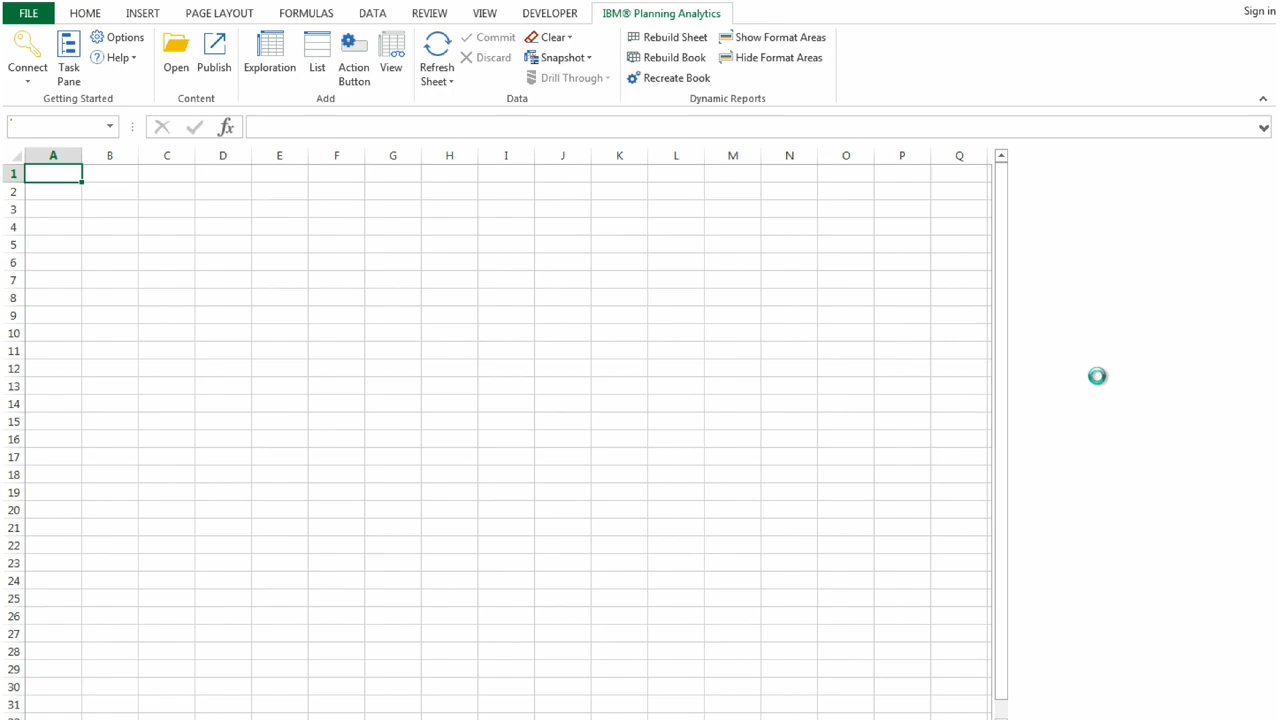 FILE HOME INSERT PAGE LAYOUT FORMULAS DATA REVIEW VIEW DEVELOPER IBM® Planning Analytics Sign in
Connect
Task Pane
Options
Help
Getting Started
Open
Publish
Content
Exploration
List
Action Button
View
Add
Refresh Sheet
Commit
Discard
Clear
Snapshot
Drill Through
Data
Rebuild Sheet
Rebuild Book
Recreate Book
Show Format Areas
Hide Format Areas
Dynamic Reports
fx
A B C D E F G H I J K L M N O P Q
1
2
3
4
5
6
7
8
9
10
11
12
13
14
15
16
17
18
19
20
21
22
23
24
25
26
27
28
29
30
31